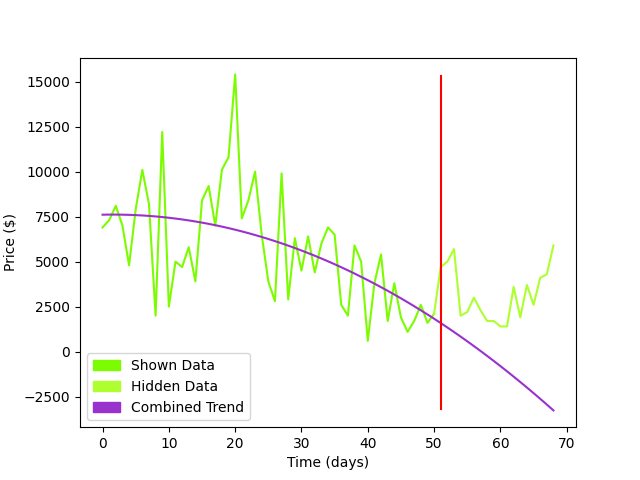 15000
12500
10000
7500
5000
2500
0
−2500
Price ($)
Shown Data
Hidden Data
Combined Trend
0 10 20 30 40 50 60 70
Time (days)